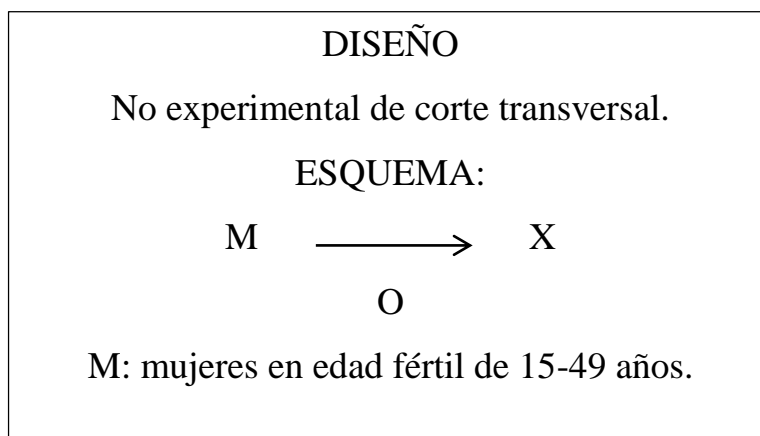 DISEÑO
No experimental de corte transversal.
ESQUEMA:
M X
O
M: mujeres en edad fértil de 15-49 años.